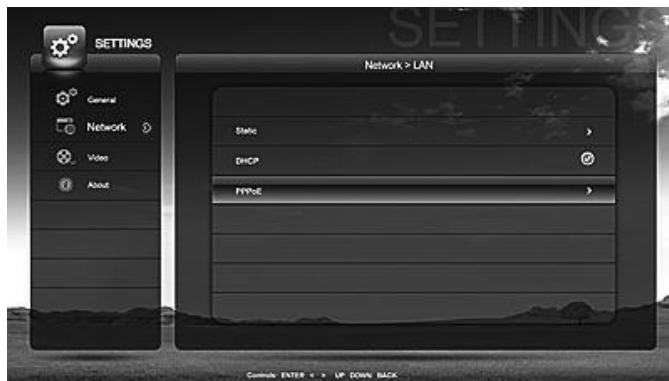 SETTINGS
SETTINGS
Network > LAN
General
Network
Video
About
Static
DHCP
PPPoE
Controls: ENTER < > UP DOWN BACK